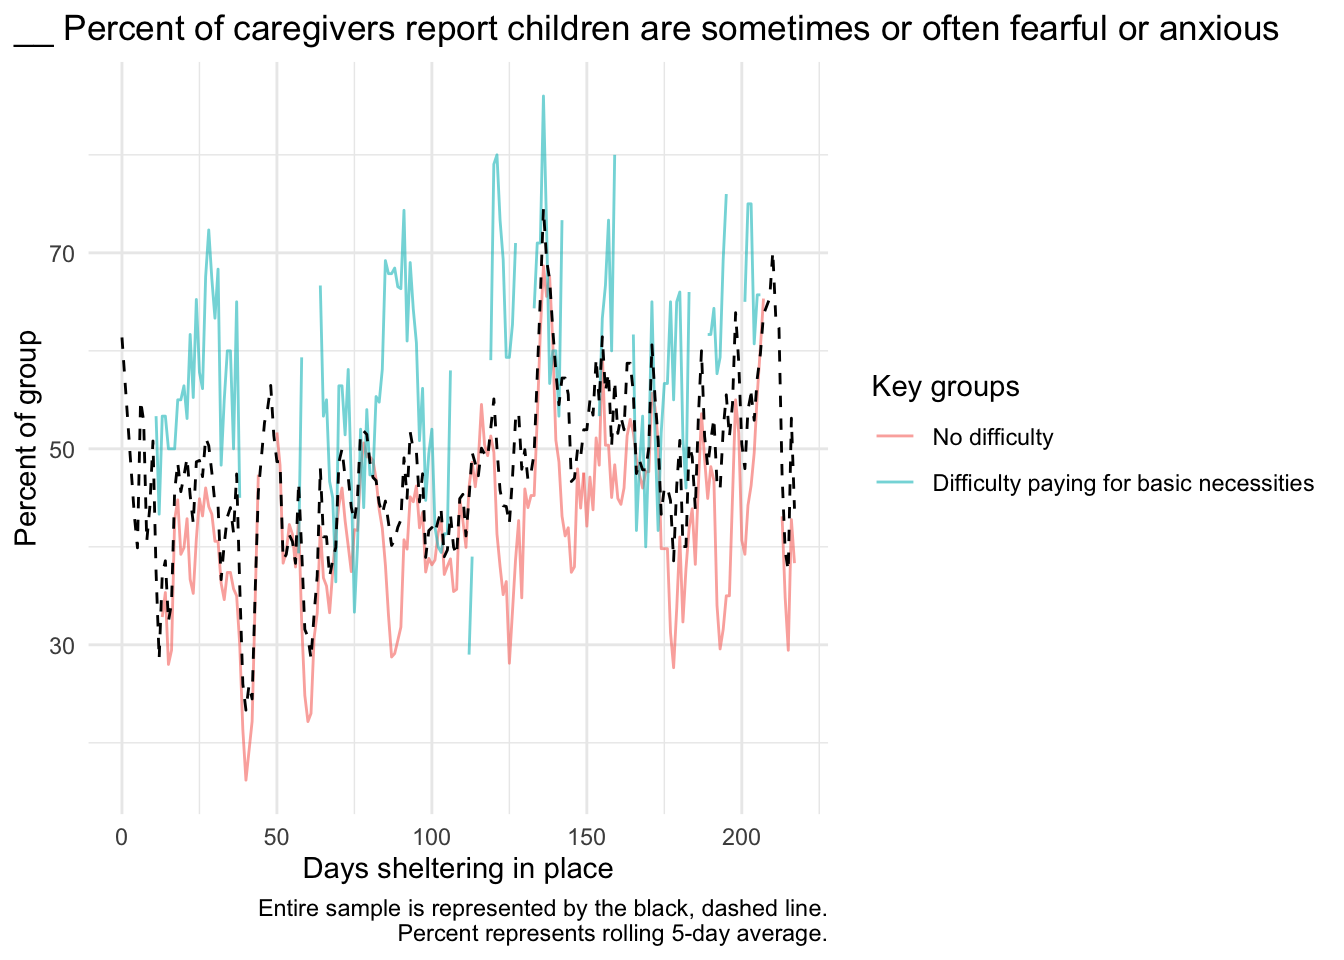 __ Percent of caregivers report children are sometimes or often fearful or anxious
Percent of group
70
50
30
0
50
100
150
200
Days sheltering in place
Key groups
No difficulty
Difficulty paying for basic necessities
Entire sample is represented by the black, dashed line.
Percent represents rolling 5-day average.